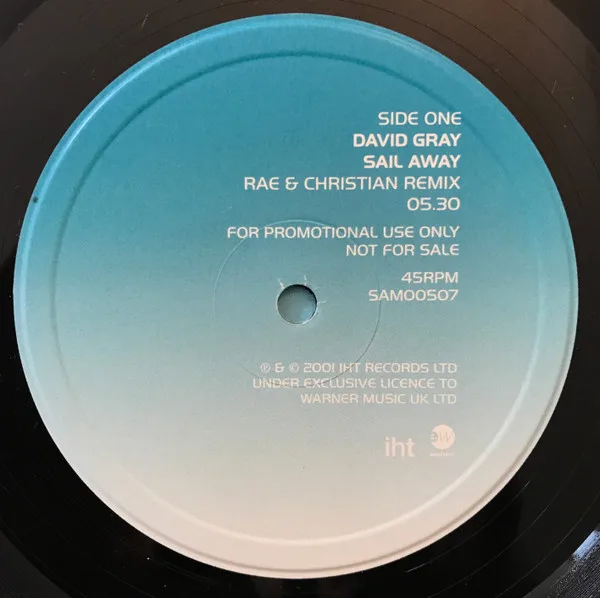 SIDE ONE
DAVID GRAY
SAIL AWAY
RAE & CHRISTIAN REMIX
05.30
FOR PROMOTIONAL USE ONLY
NOT FOR SALE
45RPM
SAM00507
℗ & © 2001 IHT RECORDS LTD
UNDER EXCLUSIVE LICENCE TO
WARNER MUSIC UK LTD
iht